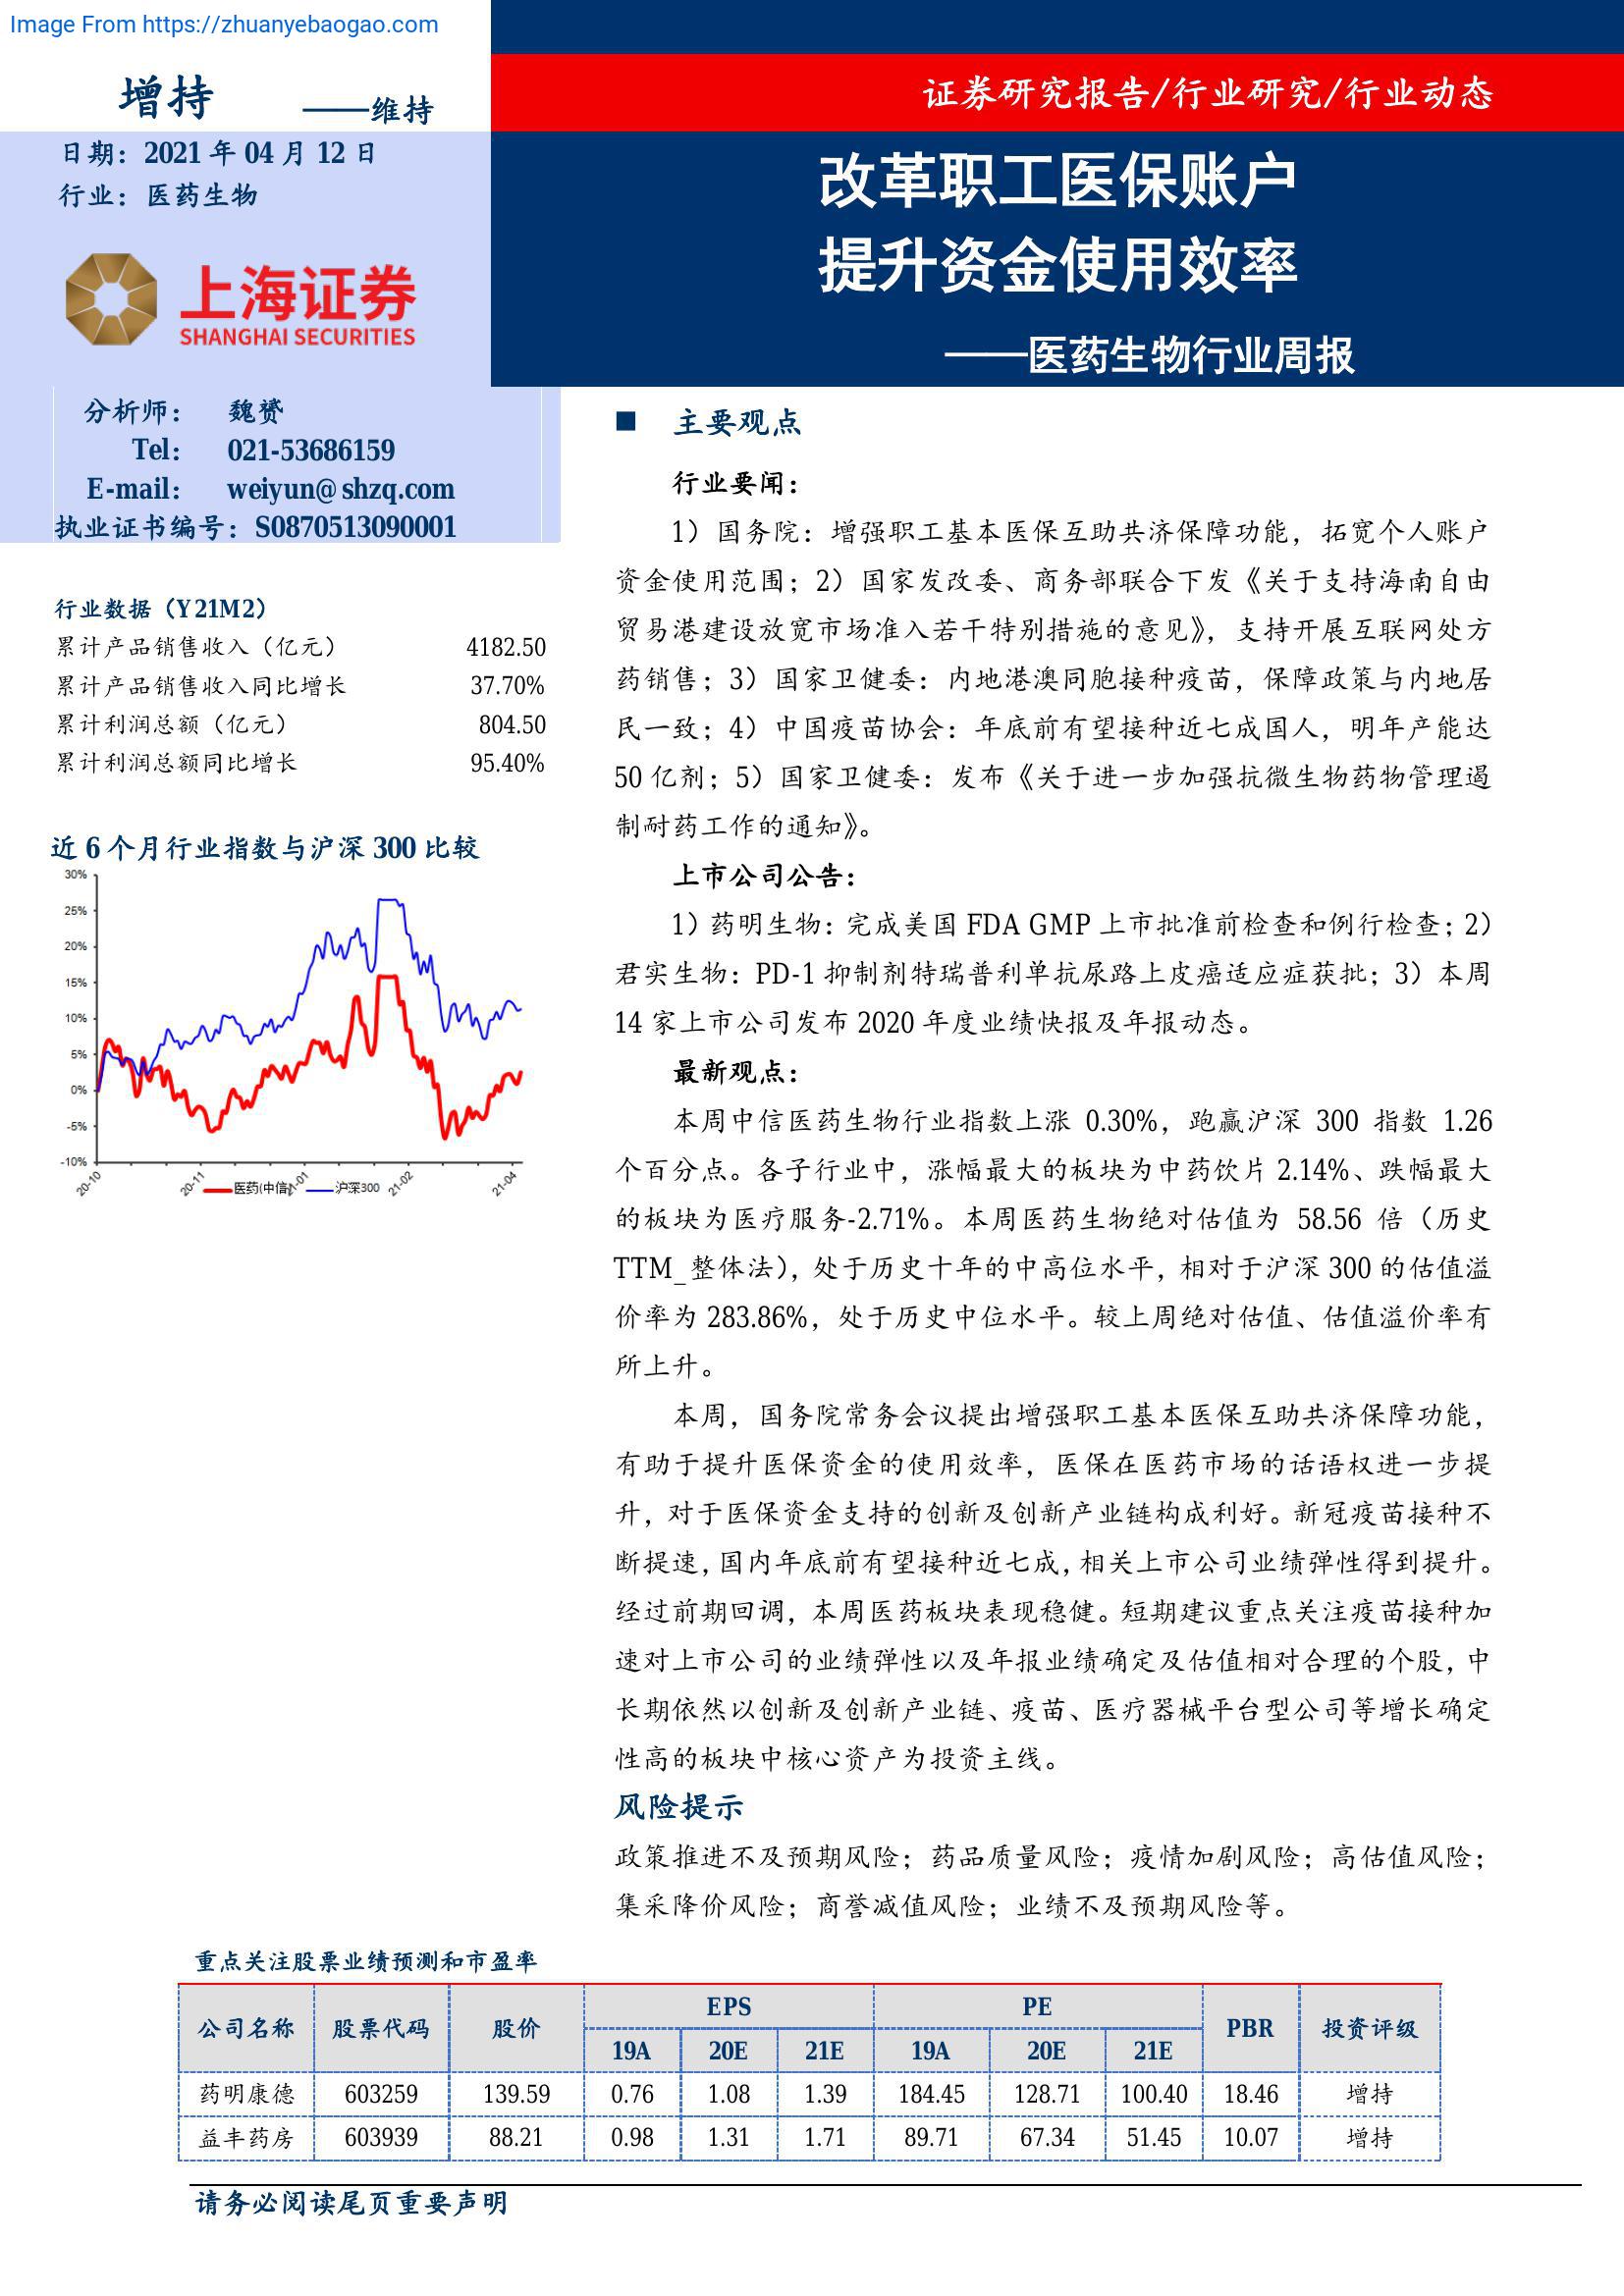 Image From https://zhuanyebaogao.com
增持 ——维持
证券研究报告/行业研究/行业动态
日期：2021 年 04 月 12 日
行业：医药生物
改革职工医保账户
提升资金使用效率
——医药生物行业周报
上海证券
SHANGHAI SECURITIES
分析师： 魏赟
Tel： 021-53686159
E-mail： weiyun@shzq.com
执业证书编号：S0870513090001
行业数据（Y21M2）
累计产品销售收入（亿元） 4182.50
累计产品销售收入同比增长 37.70%
累计利润总额（亿元） 804.50
累计利润总额同比增长 95.40%
近 6 个月行业指数与沪深 300 比较
30%
25%
20%
15%
10%
5%
0%
-5%
-10%
20-10 20-11 21-01 21-02 21-04
医药(中信) 沪深300
■ 主要观点
行业要闻：
1）国务院：增强职工基本医保互助共济保障功能，拓宽个人账户
资金使用范围；2）国家发改委、商务部联合下发《关于支持海南自由
贸易港建设放宽市场准入若干特别措施的意见》，支持开展互联网处方
药销售；3）国家卫健委：内地港澳同胞接种疫苗，保障政策与内地居
民一致；4）中国疫苗协会：年底前有望接种近七成国人，明年产能达
50 亿剂；5）国家卫健委：发布《关于进一步加强抗微生物药物管理遏
制耐药工作的通知》。
上市公司公告：
1）药明生物：完成美国 FDA GMP 上市批准前检查和例行检查；2）
君实生物：PD-1 抑制剂特瑞普利单抗尿路上皮癌适应症获批；3）本周
14 家上市公司发布 2020 年度业绩快报及年报动态。
最新观点：
本周中信医药生物行业指数上涨 0.30%，跑赢沪深 300 指数 1.26
个百分点。各子行业中，涨幅最大的板块为中药饮片 2.14%、跌幅最大
的板块为医疗服务-2.71%。本周医药生物绝对估值为 58.56 倍（历史
TTM_整体法），处于历史十年的中高位水平，相对于沪深 300 的估值溢
价率为 283.86%，处于历史中位水平。较上周绝对估值、估值溢价率有
所上升。
本周，国务院常务会议提出增强职工基本医保互助共济保障功能，
有助于提升医保资金的使用效率，医保在医药市场的话语权进一步提
升，对于医保资金支持的创新及创新产业链构成利好。新冠疫苗接种不
断提速，国内年底前有望接种近七成，相关上市公司业绩弹性得到提升。
经过前期回调，本周医药板块表现稳健。短期建议重点关注疫苗接种加
速对上市公司的业绩弹性以及年报业绩确定及估值相对合理的个股，中
长期依然以创新及创新产业链、疫苗、医疗器械平台型公司等增长确定
性高的板块中核心资产为投资主线。
风险提示
政策推进不及预期风险；药品质量风险；疫情加剧风险；高估值风险；
集采降价风险；商誉减值风险；业绩不及预期风险等。
重点关注股票业绩预测和市盈率
公司名称 股票代码 股价 EPS PE PBR 投资评级
19A 20E 21E 19A 20E 21E
药明康德 603259 139.59 0.76 1.08 1.39 184.45 128.71 100.40 18.46 增持
益丰药房 603939 88.21 0.98 1.31 1.71 89.71 67.34 51.45 10.07 增持
请务必阅读尾页重要声明